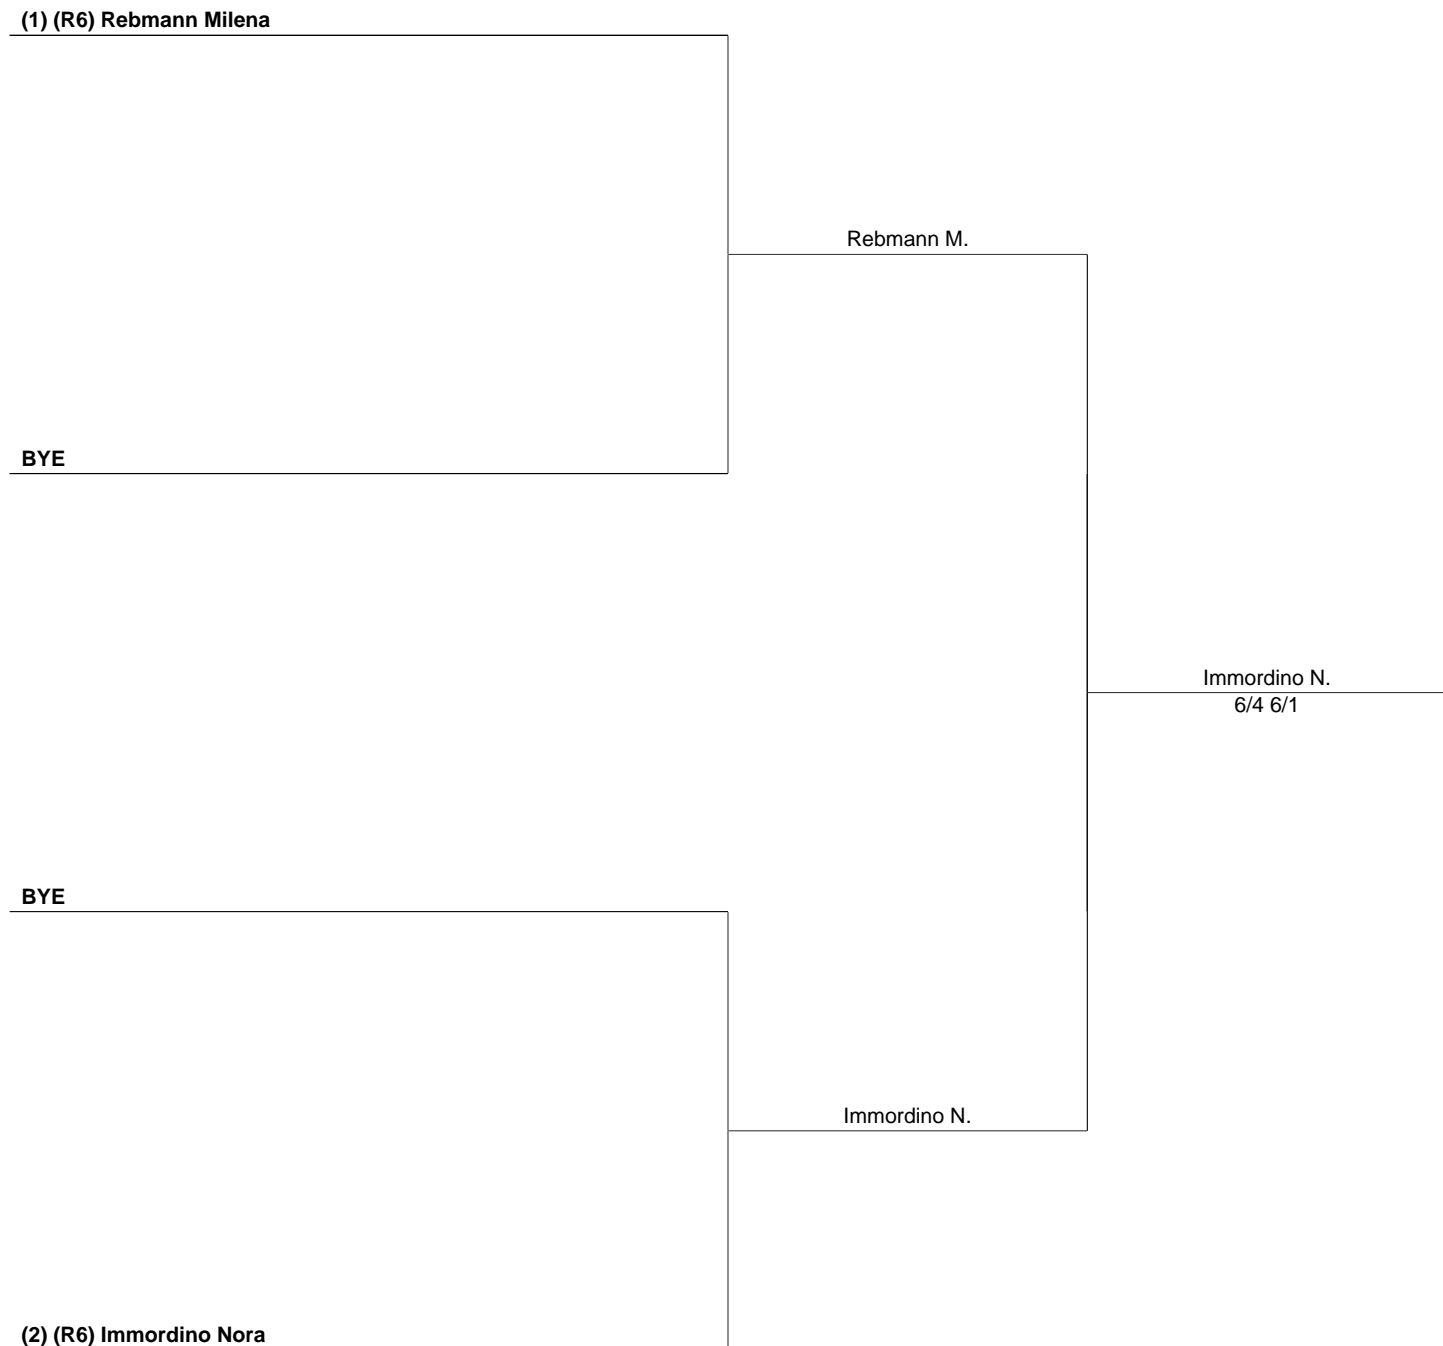 (1) (R6) Rebmann Milena
Rebmann M.
BYE
Immordino N.
6/4 6/1
BYE
Immordino N.
(2) (R6) Immordino Nora